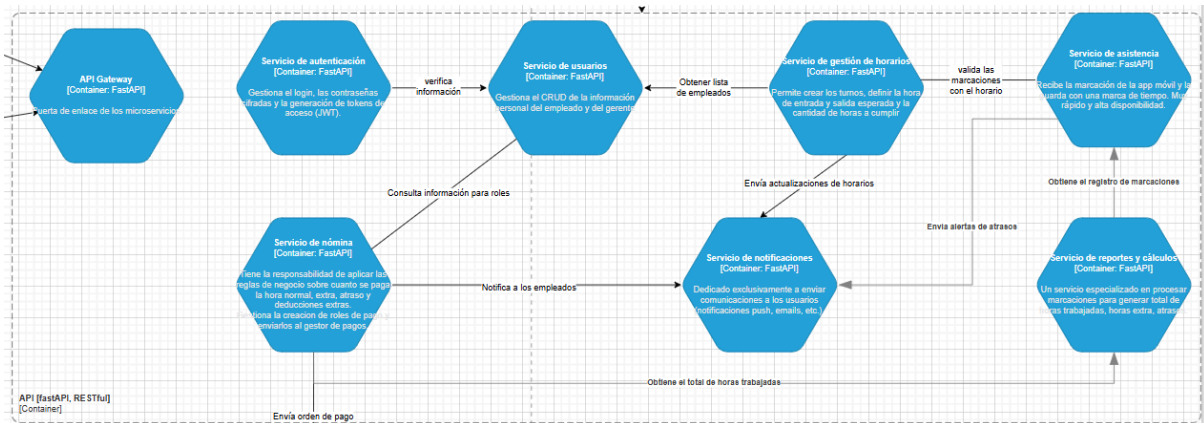 API Gateway
[Container: FastAPI]
Puerta de enlace de los microservicios
Servicio de autenticación
[Container: FastAPI]
Gestiona el login, las contraseñas
cifradas y la generación de tokens de
acceso (JWT).
verifica
información
Servicio de usuarios
[Container: FastAPI]
Gestiona el CRUD de la información
personal del empleado y del gerente
Obtener lista
de empleados
Servicio de gestión de horarios
[Container: FastAPI]
Permite crear los turnos, definir la hora
de entrada y salida esperada y la
cantidad de horas a cumplir
valida las
marcaciones
con el horario
Servicio de asistencia
[Container: FastAPI]
Recibe la marcación de la app móvil y la
guarda con una marca de tiempo. Muy
rápido y alta disponibilidad.
Consulta información para roles
Envía actualizaciones de horarios
Obtiene el registro de marcaciones
Envía alertas de atrasos
Servicio de nómina
[Container: FastAPI]
Tiene la responsabilidad de aplicar las
reglas de negocio sobre cuanto se paga
la hora normal, extra, atraso y
deducciones extras.
Gestiona la creacion de roles de pago y
enviarlos al gestor de pagos.
Notifica a los empleados
Servicio de notificaciones
[Container: FastAPI]
Dedicado exclusivamente a enviar
comunicaciones a los usuarios
(notificaciones push, emails, etc.)
Servicio de reportes y cálculos
[Container: FastAPI]
Un servicio especializado en procesar
marcaciones para generar total de
horas trabajadas, horas extra, atrasos.
Obtiene el total de horas trabajadas
API [fastAPI, RESTful]
[Container]
Envía orden de pago